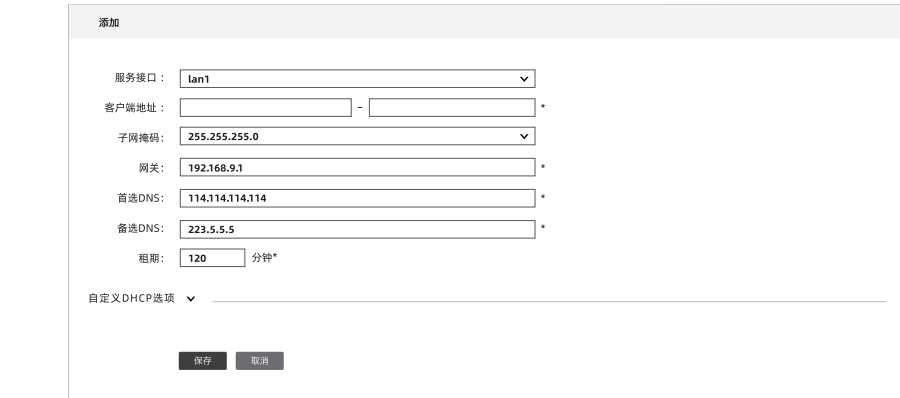 添加
服务接口： lan1
客户端地址： - *
子网掩码： 255.255.255.0
网关： 192.168.9.1 *
首选DNS： 114.114.114.114 *
备选DNS： 223.5.5.5 *
租期： 120 分钟*
自定义DHCP选项
保存 取消